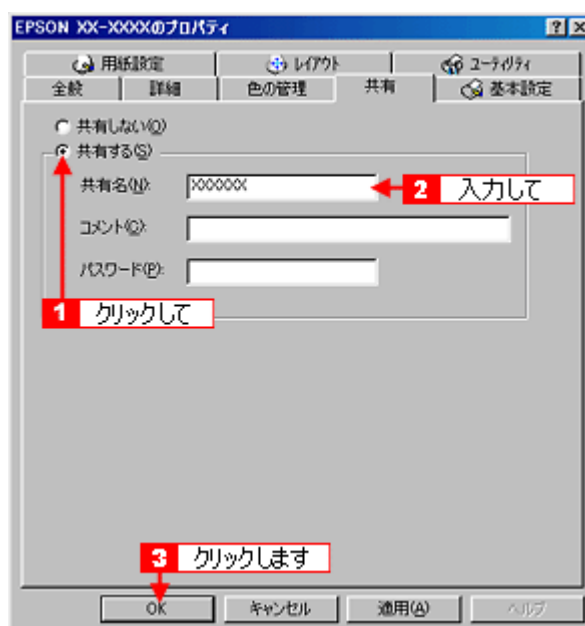 EPSON XX-XXXXのプロパティ
用紙設定 レイアウト ユーティリティ
全般 詳細 色の管理 共有 基本設定
共有しない(O)
共有する(S)
共有名(N): XXXXXX
2 入力して
コメント(C):
パスワード(P):
1 クリックして
3 クリックします
OK キャンセル 適用(A) ヘルプ